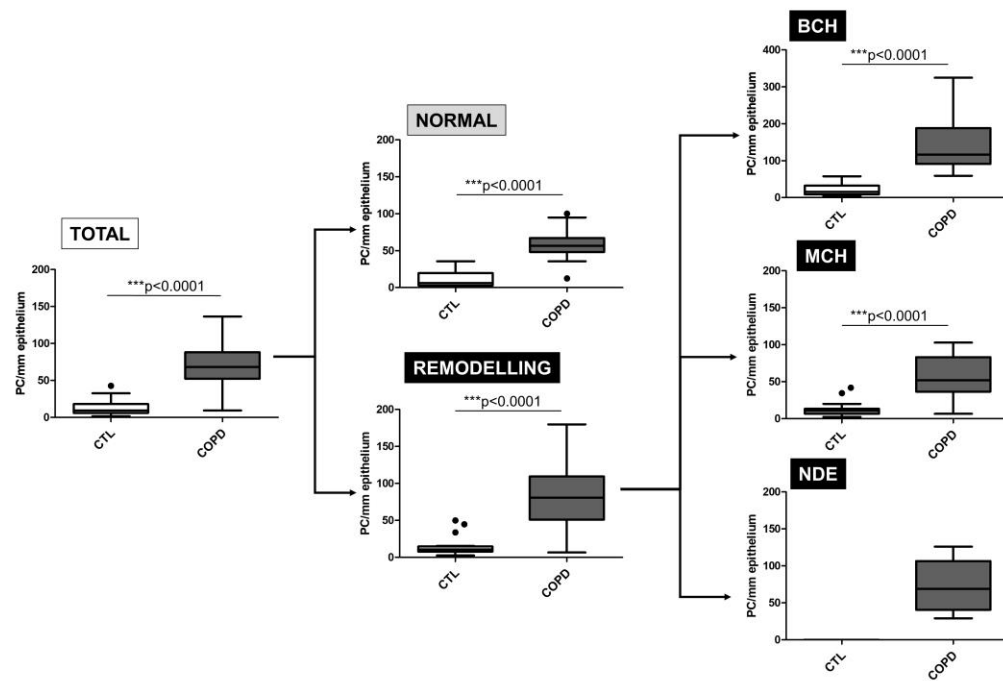 TOTAL
PC/mm epithelium
200
150
100
50
0
***p<0.0001
CTL
COPD
NORMAL
PC/mm epithelium
200
150
100
50
0
***p<0.0001
CTL
COPD
REMODELLING
PC/mm epithelium
200
150
100
50
0
***p<0.0001
CTL
COPD
BCH
PC/mm epithelium
400
300
200
100
0
***p<0.0001
CTL
COPD
MCH
PC/mm epithelium
200
150
100
50
0
***p<0.0001
CTL
COPD
NDE
PC/mm epithelium
200
150
100
50
0
CTL
COPD